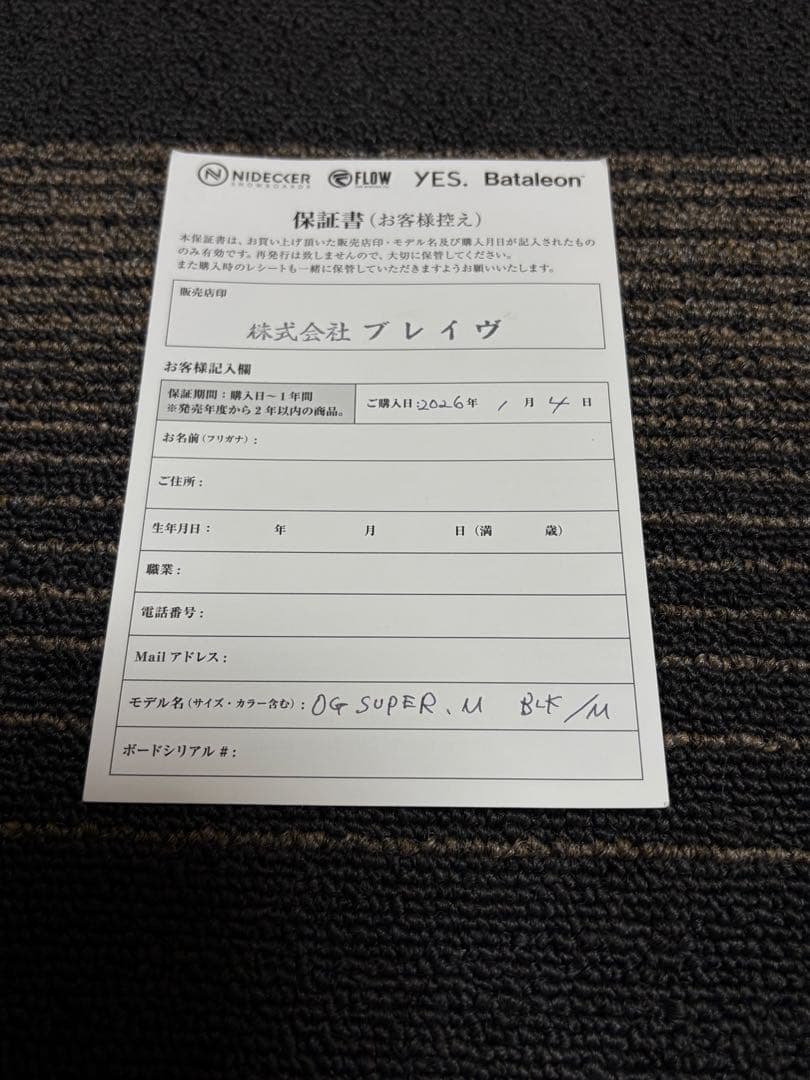 NIDECKER SNOWBOARDS FLOW YES. Bataleon
保証書(お客様控え)
本保証書は、お買い上げ頂いた販売店印・モデル名及び購入月日が記入されたもの
のみ有効です。再発行は致しませんので、大切に保管してください。
また購入時のレシートも一緒に保管していただきますようお願いいたします。
販売店印
株式会社 ブレイヴ
お客様記入欄
保証期間：購入日～1年間
※発売年度から2年以内の商品。
ご購入日：2026年 1 月 4 日
お名前(フリガナ)：
ご住所：
生年月日： 年 月 日(満 歳)
職業：
電話番号：
Mailアドレス：
モデル名(サイズ・カラー含む)：OG SUPER. M BLK/M
ボードシリアル#：